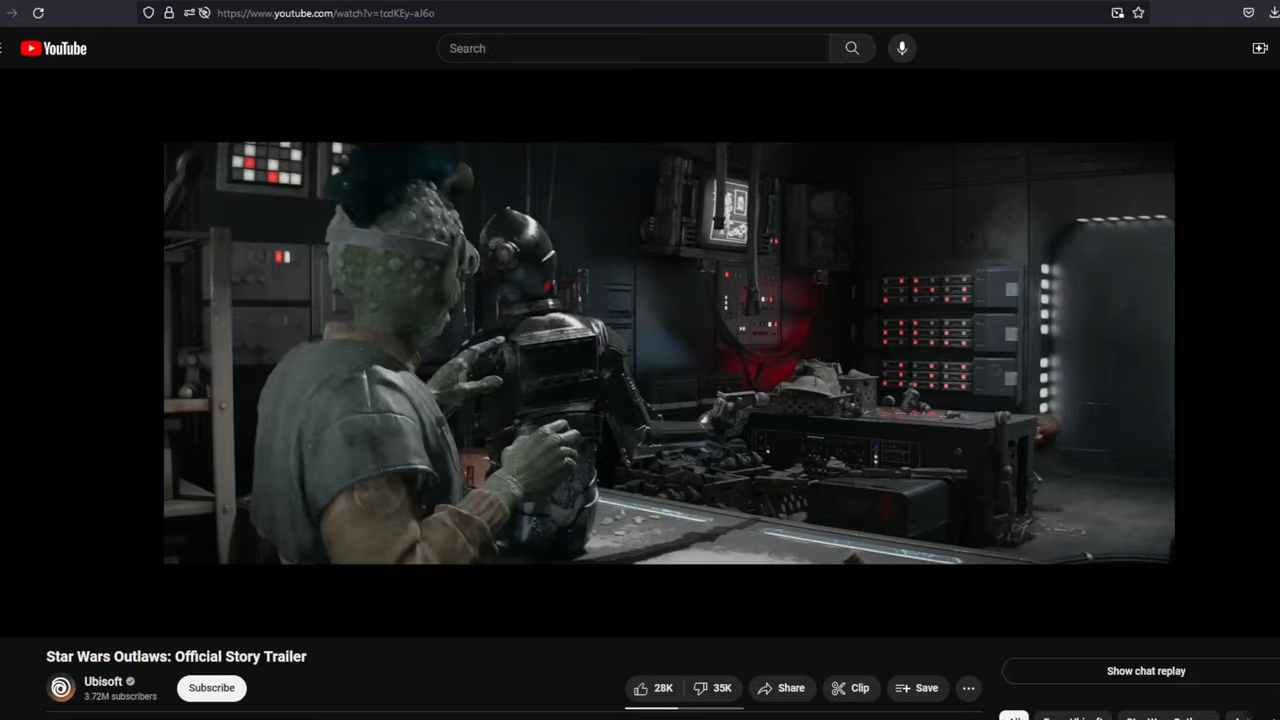 https://www.youtube.com/watch?v=tcdKEy-aJ6o
YouTube
Search
Star Wars Outlaws: Official Story Trailer
Ubisoft
3.72M subscribers
Subscribe
28K
35K
Share
Clip
Save
Show chat replay
All